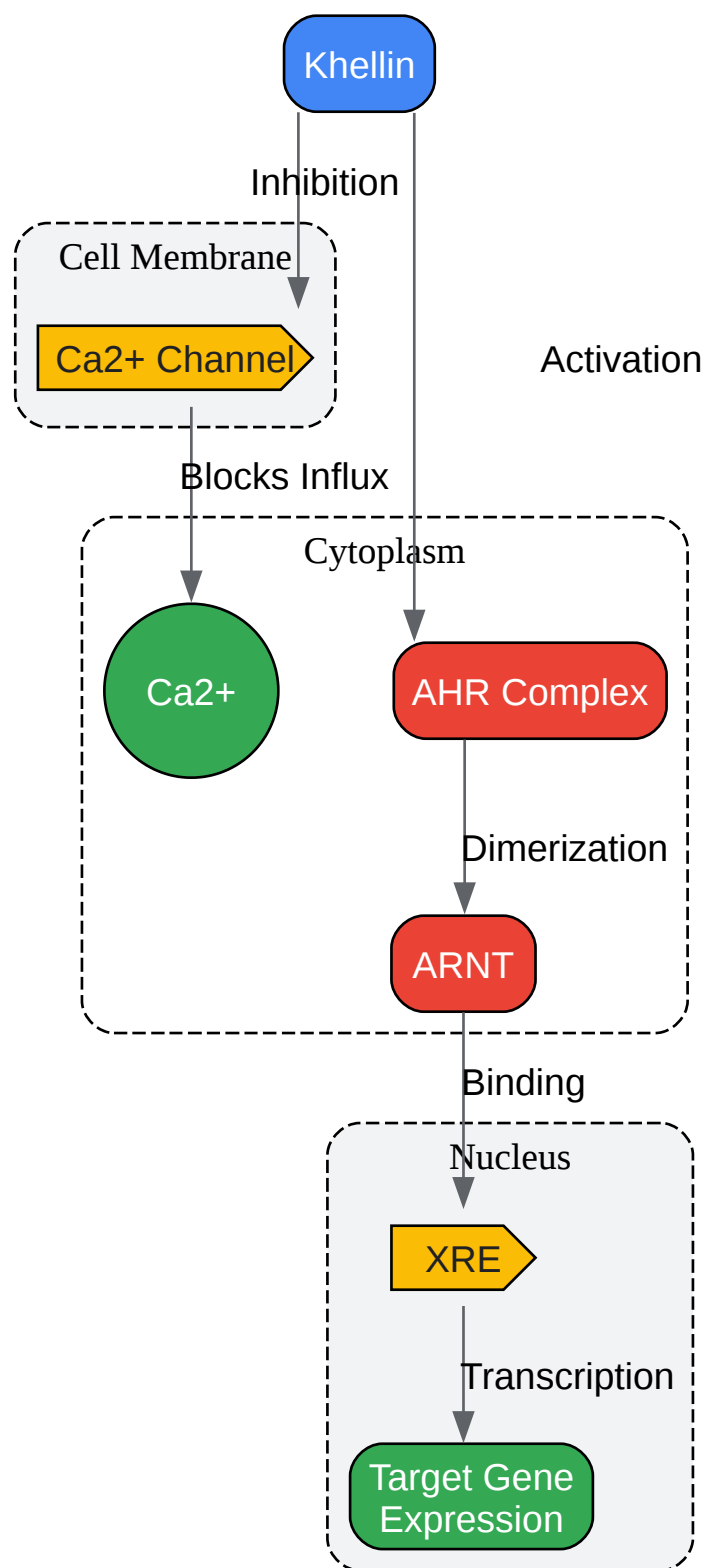 Khellin
Inhibition
Cell Membrane
Ca2+ Channel
Activation
Blocks Influx
Cytoplasm
Ca2+
AHR Complex
Dimerization
ARNT
Binding
Nucleus
XRE
Transcription
Target Gene
Expression